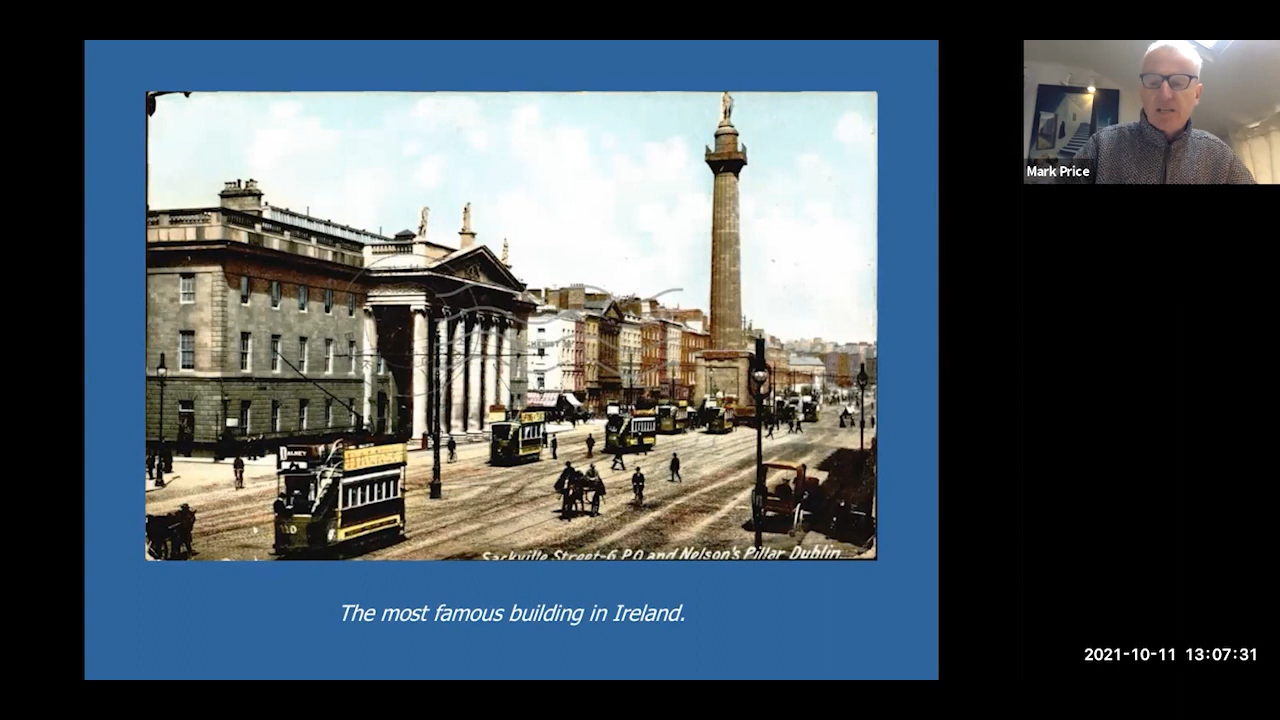 Sackville Street-G.P.O and Nelson's Pillar Dublin.
The most famous building in Ireland.
Mark Price
2021-10-11 13:07:31